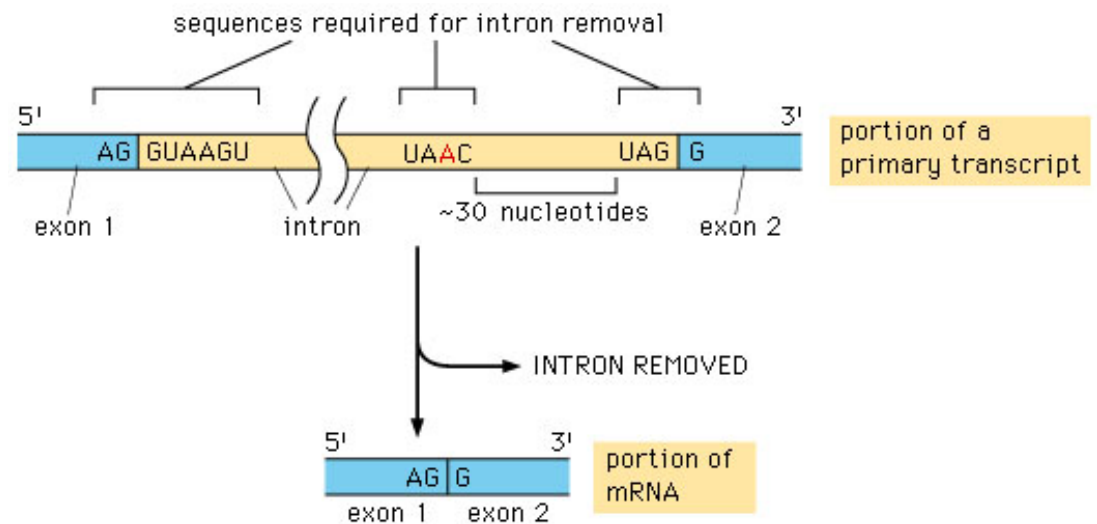 sequences required for intron removal
5' 3'
AG GUAAGU UAAC UAG G
portion of a
primary transcript
exon 1 intron ~30 nucleotides exon 2
INTRON REMOVED
5' 3'
AG G
portion of
mRNA
exon 1 exon 2